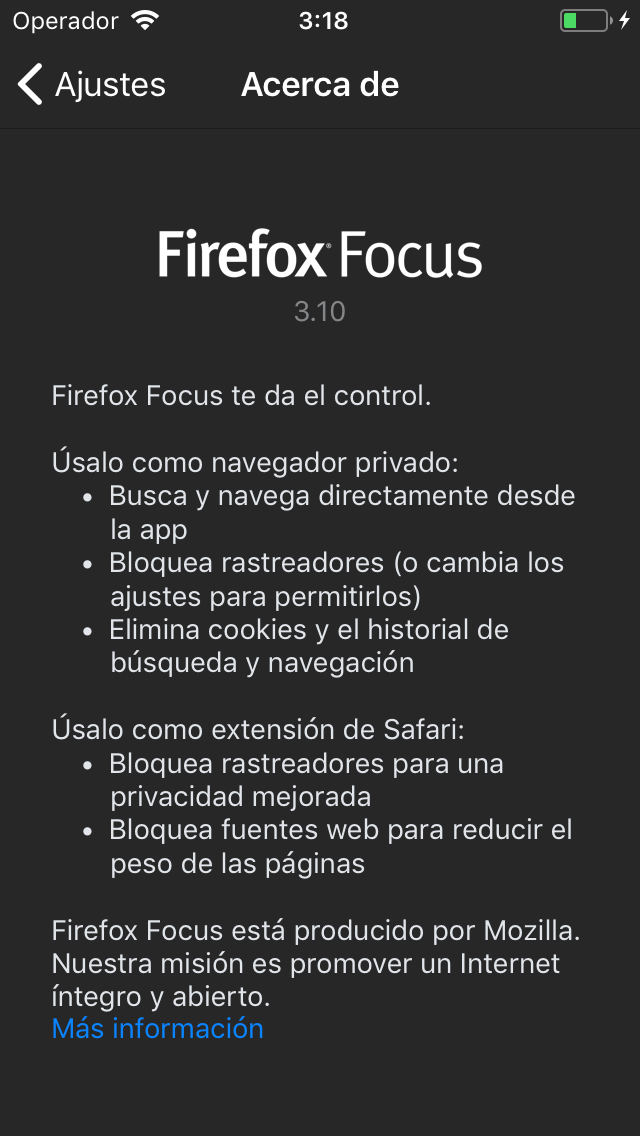 Operador
3:18
Ajustes
Acerca de
Firefox Focus
3.10
Firefox Focus te da el control.
Úsalo como navegador privado:
• Busca y navega directamente desde
la app
• Bloquea rastreadores (o cambia los
ajustes para permitirlos)
• Elimina cookies y el historial de
búsqueda y navegación
Úsalo como extensión de Safari:
• Bloquea rastreadores para una
privacidad mejorada
• Bloquea fuentes web para reducir el
peso de las páginas
Firefox Focus está producido por Mozilla.
Nuestra misión es promover un Internet
íntegro y abierto.
Más información